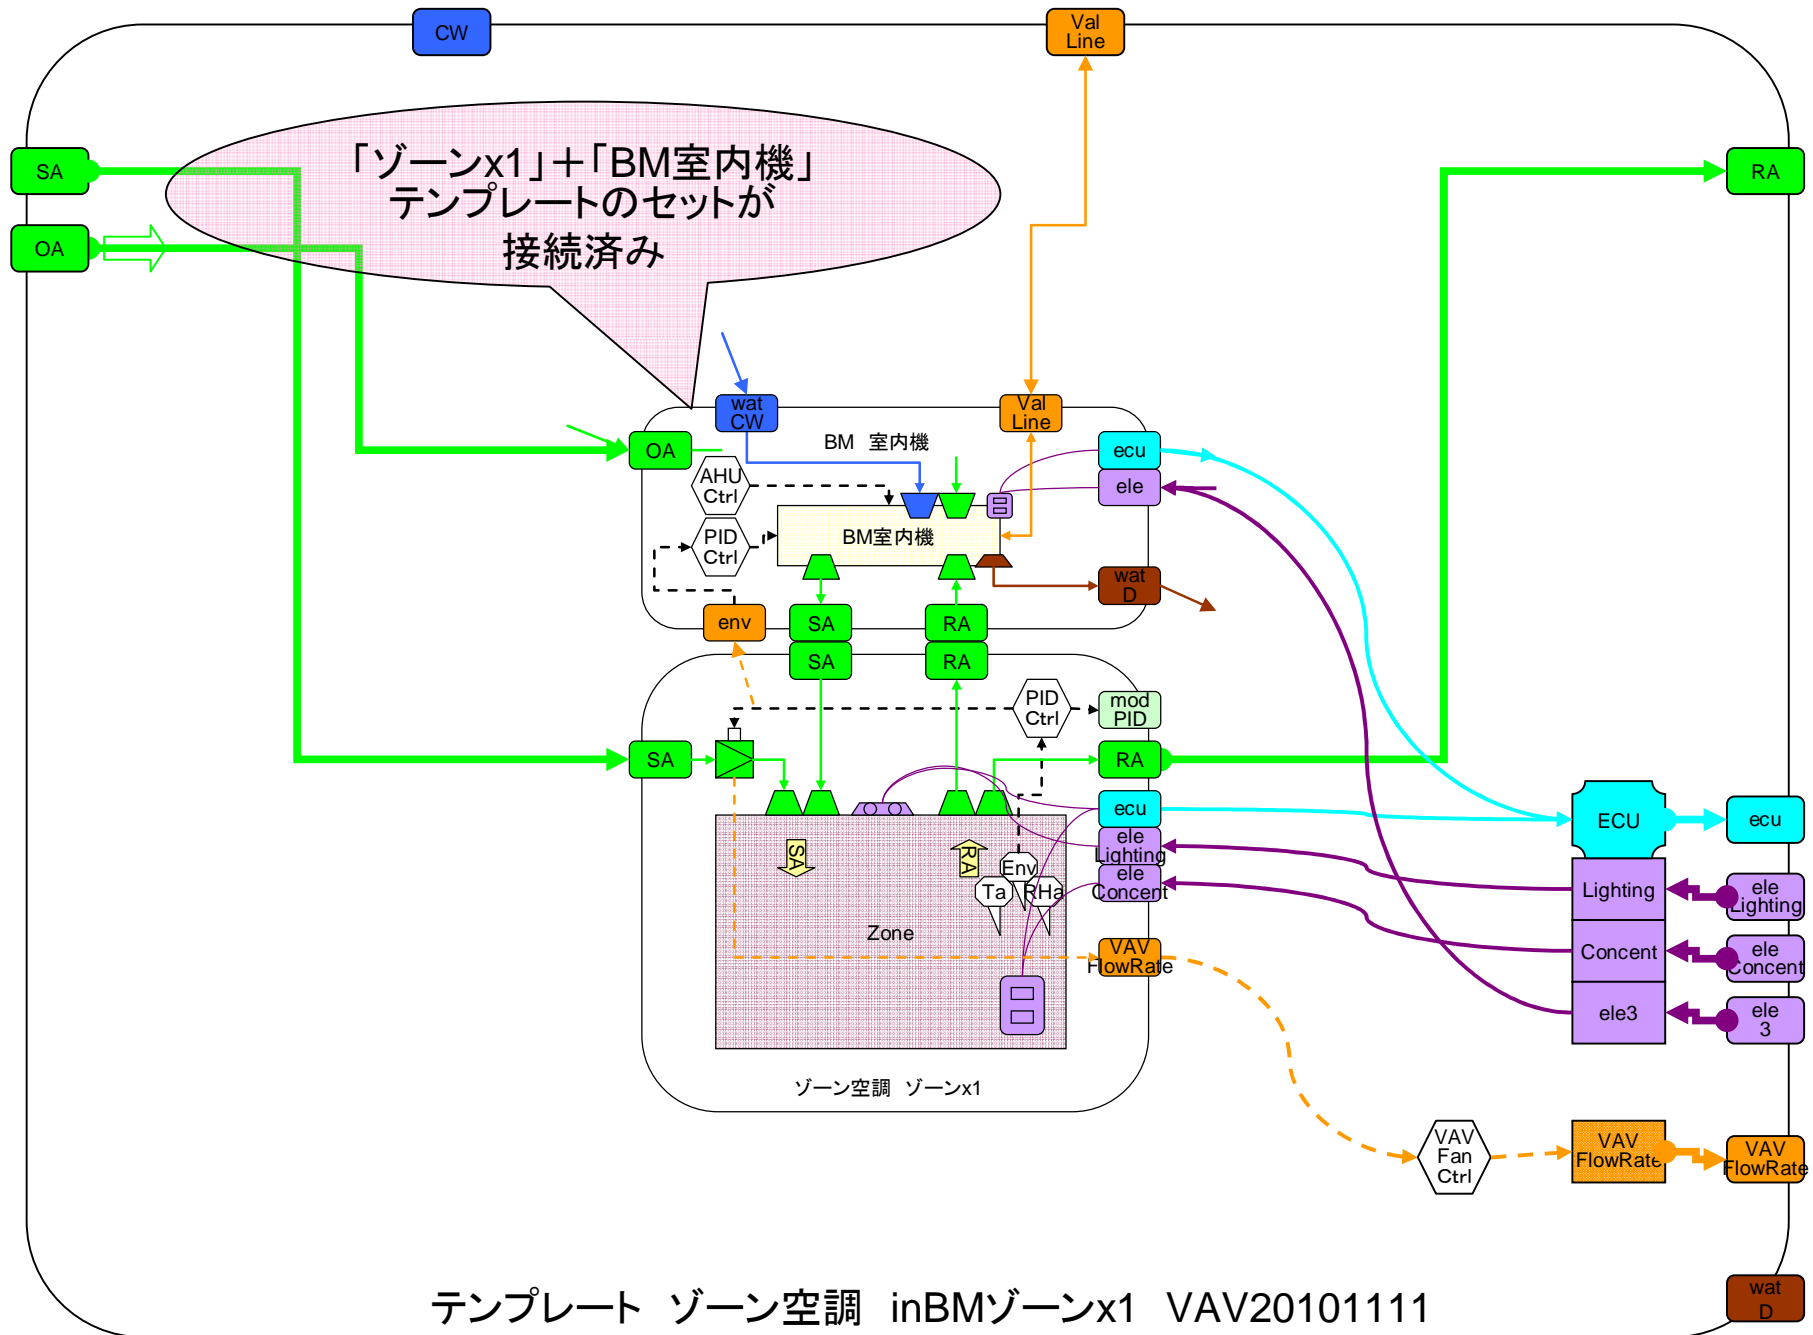 CW
Val
Line
SA
OA
RA
「ゾーンx1」＋「BM室内機」
テンプレートのセットが
接続済み
wat
CW
Val
Line
BM　室内機
OA
ecu
ele
AHU
Ctrl
PID
Ctrl
BM室内機
wat
D
env
SA
RA
SA
RA
PID
Ctrl
mod
PID
SA
RA
ecu
ele
Lighting
ele
Concent
SA
RA
Env
Ta
RHa
Zone
VAV
FlowRate
ゾーン空調　ゾーンx1
ECU
ecu
Lighting
ele
Lighting
Concent
ele
Concent
ele3
ele
3
VAV
Fan
Ctrl
VAV
FlowRate
VAV
FlowRate
wat
D
テンプレート　ゾーン空調　inBMゾーンx1　VAV20101111